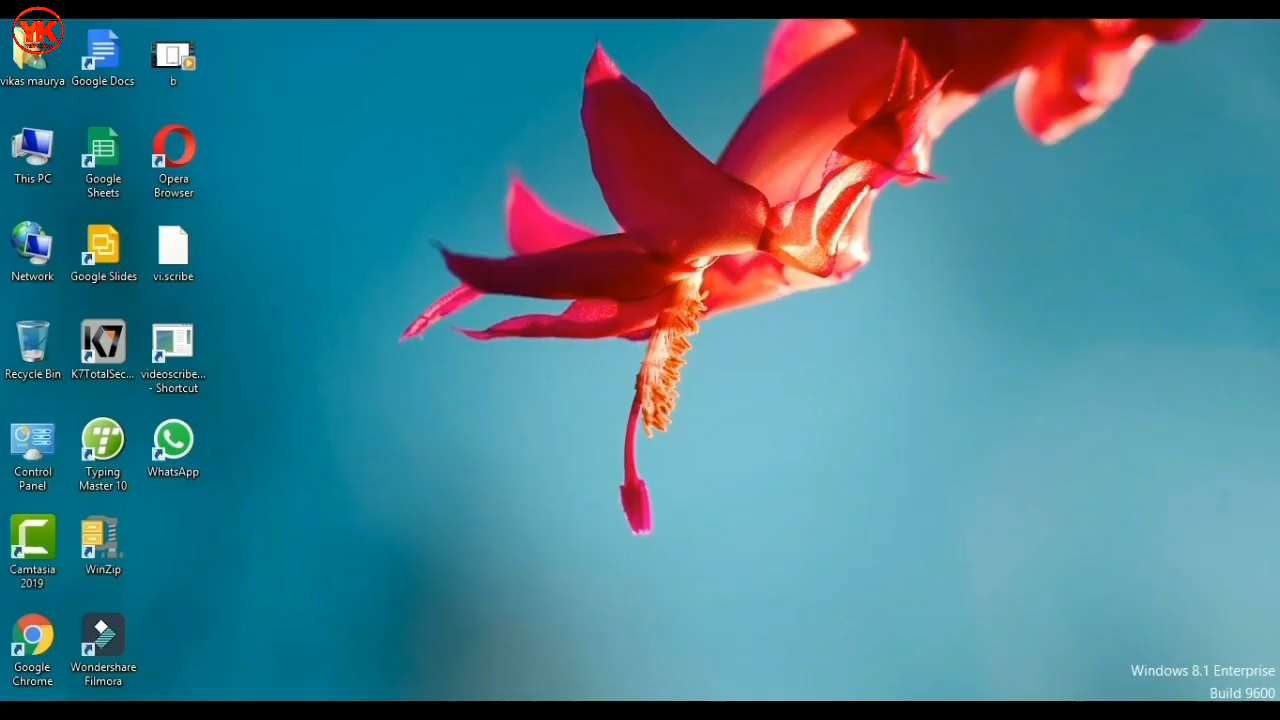 YK
vikas maurya
Google Docs
b
This PC
Google
Sheets
Opera
Browser
Network
Google Slides
vi.scribe
Recycle Bin
K7TotalSec...
videoscribe...
- Shortcut
Control
Panel
Typing
Master 10
WhatsApp
Camtasia
2019
WinZip
Google
Chrome
Wondershare
Filmora
Windows 8.1 Enterprise
Build 9600